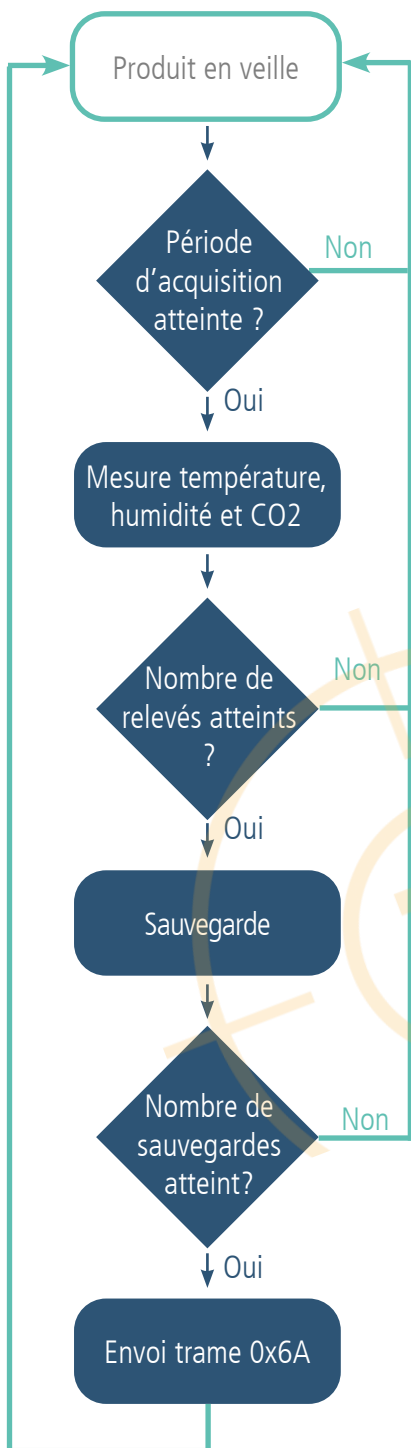 Produit en veille
Période
d’acquisition
atteinte ?
Non
Oui
Mesure température,
humidité et CO2
Nombre de
relevés atteints
?
Non
Oui
Sauvegarde
Nombre de
sauvegardes
atteint?
Non
Oui
Envoi trame 0x6A